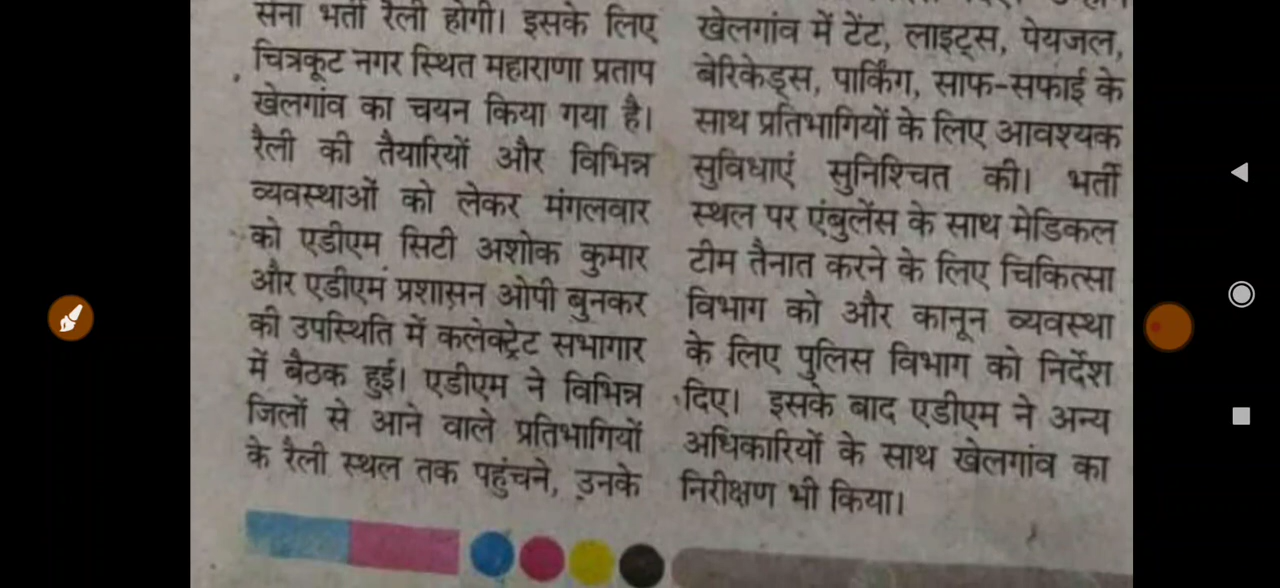 सेना भर्ती रैली होगी। इसके लिए
चित्रकूट नगर स्थित महाराणा प्रताप
खेलगांव का चयन किया गया है।
रैली की तैयारियों और विभिन्न
व्यवस्थाओं को लेकर मंगलवार
को एडीएम सिटी अशोक कुमार
और एडीएम प्रशासन ओपी बुनकर
की उपस्थिति में कलेक्ट्रेट सभागार
में बैठक हुई। एडीएम ने विभिन्न
जिलों से आने वाले प्रतिभागियों
के रैली स्थल तक पहुंचने, उनके
खेलगांव में टेंट, लाइट्स, पेयजल,
बेरिकेड्स, पार्किंग, साफ-सफाई के
साथ प्रतिभागियों के लिए आवश्यक
सुविधाएं सुनिश्चित की। भर्ती
स्थल पर एंबुलेंस के साथ मेडिकल
टीम तैनात करने के लिए चिकित्सा
विभाग को और कानून व्यवस्था
के लिए पुलिस विभाग को निर्देश
दिए। इसके बाद एडीएम ने अन्य
अधिकारियों के साथ खेलगांव का
निरीक्षण भी किया।